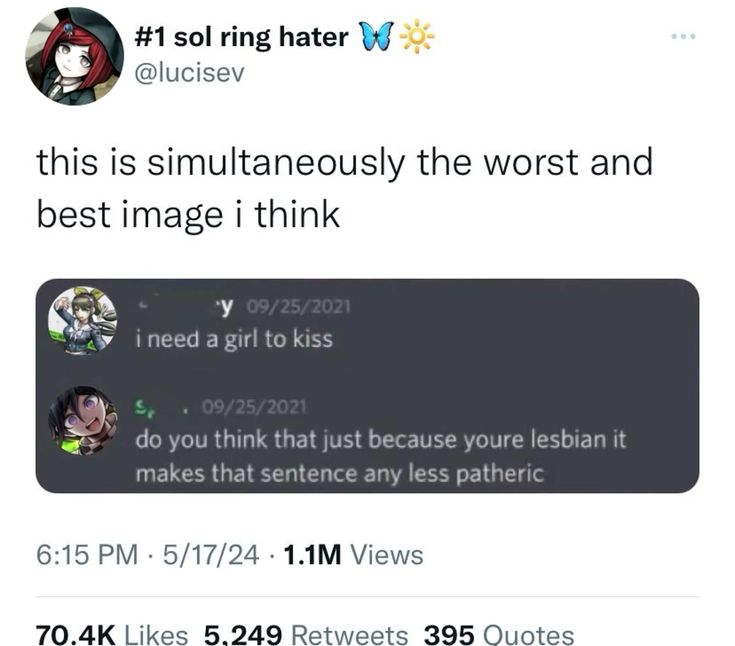 #1 sol ring hater 🦋☀️
@lucisev
this is simultaneously the worst and
best image i think
09/25/2021
i need a girl to kiss
09/25/2021
do you think that just because youre lesbian it
makes that sentence any less patheric
6:15 PM · 5/17/24 · 1.1M Views
70.4K Likes 5,249 Retweets 395 Quotes